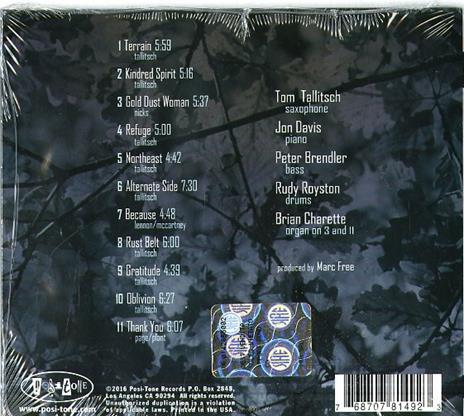 1 Terrain 5:59
tallitsch
2 Kindred Spirit 5:16
tallitsch
3 Gold Dust Woman 5:37
nicks
4 Refuge 5:00
tallitsch
5 Northeast 4:42
tallitsch
6 Alternate Side 7:30
tallitsch
7 Because 4:48
lennon/mccartney
8 Rust Belt 6:00
tallitsch
9 Gratitude 4:39
tallitsch
10 Oblivion 6:27
tallitsch
11 Thank You 6:07
page/plant
Tom Tallitsch
saxophone
Jon Davis
piano
Peter Brendler
bass
Rudy Royston
drums
Brian Charette
organ on 3 and 11
produced by Marc Free
POSI-TONE
www.posi-tone.com
©2016 Posi-Tone Records P.O. Box 2848,
Los Angeles CA 90294 All Rights Reserved.
Unauthorized duplication is a violation
of applicable laws. Printed in the USA.
7 68707 81492 3